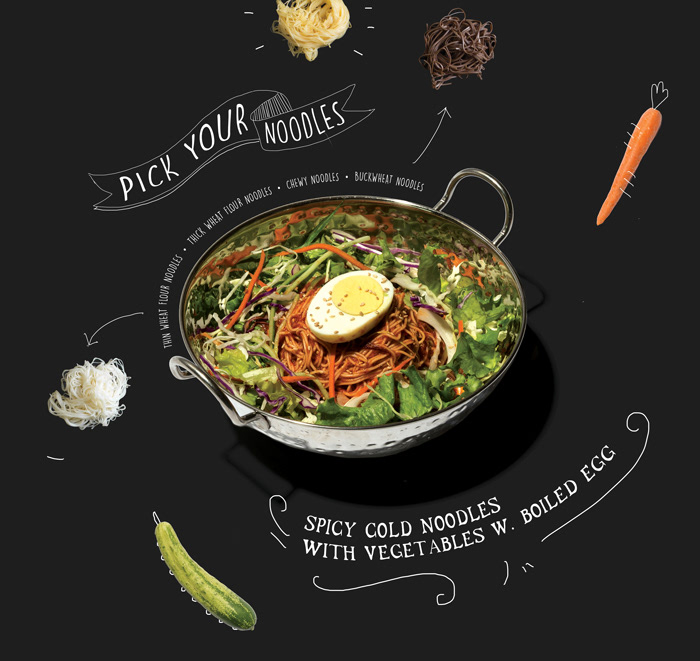 PICK YOUR NOODLES
THIN WHEAT FLOUR NOODLES • THICK WHEAT FLOUR NOODLES • CHEWY NOODLES • BUCKWHEAT NOODLES
SPICY COLD NOODLES
WITH VEGETABLES W. BOILED EGG